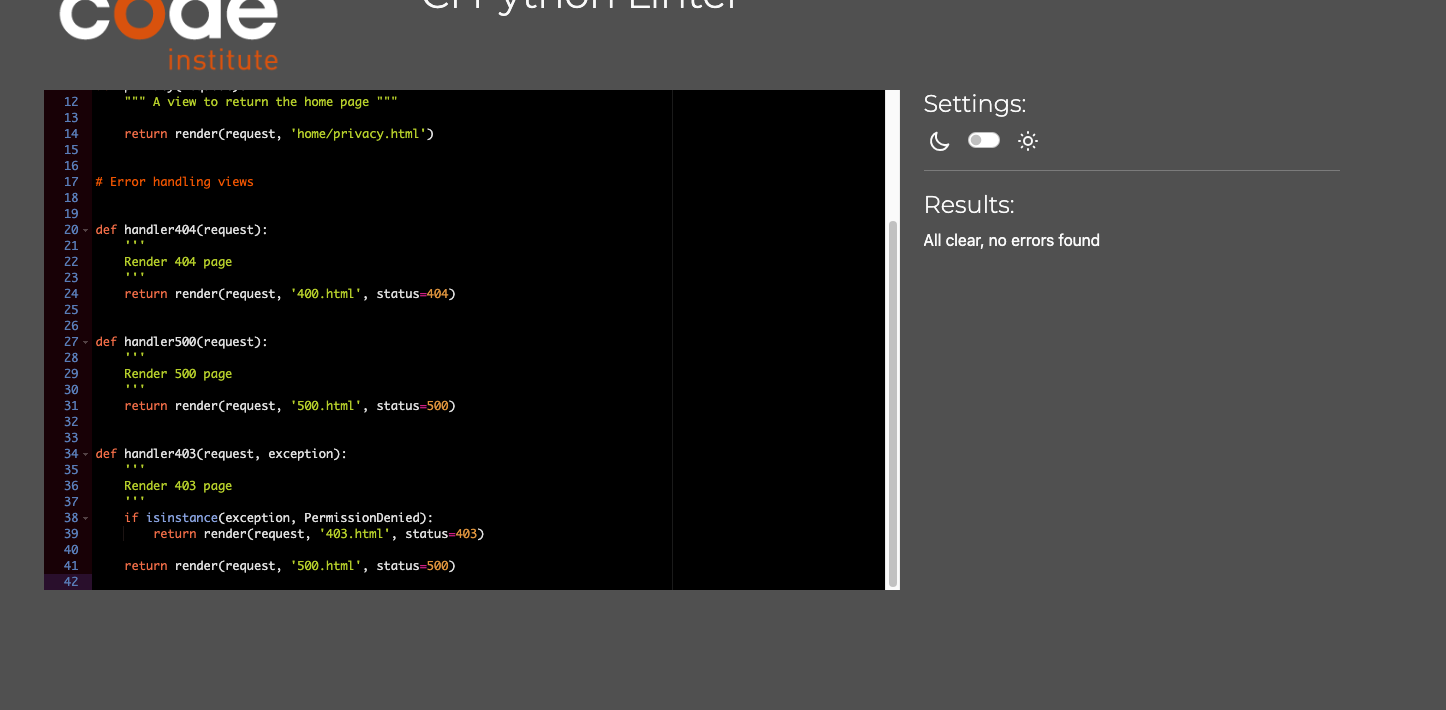 code
institute
CI Python Linter
12 """ A view to return the home page """
13
14 return render(request, 'home/privacy.html')
15
16
17 # Error handling views
18
19
20 def handler404(request):
21 '''
22 Render 404 page
23 '''
24 return render(request, '400.html', status=404)
25
26
27 def handler500(request):
28 '''
29 Render 500 page
30 '''
31 return render(request, '500.html', status=500)
32
33
34 def handler403(request, exception):
35 '''
36 Render 403 page
37 '''
38 if isinstance(exception, PermissionDenied):
39 return render(request, '403.html', status=403)
40
41 return render(request, '500.html', status=500)
42
Settings:
Results:
All clear, no errors found